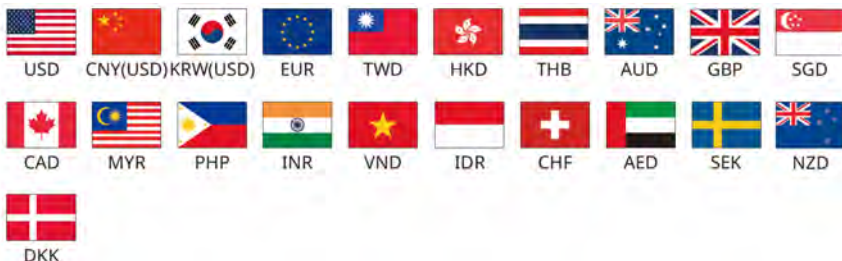 USD CNY(USD) KRW(USD) EUR TWD HKD THB AUD GBP SGD
CAD MYR PHP INR VND IDR CHF AED SEK NZD
DKK